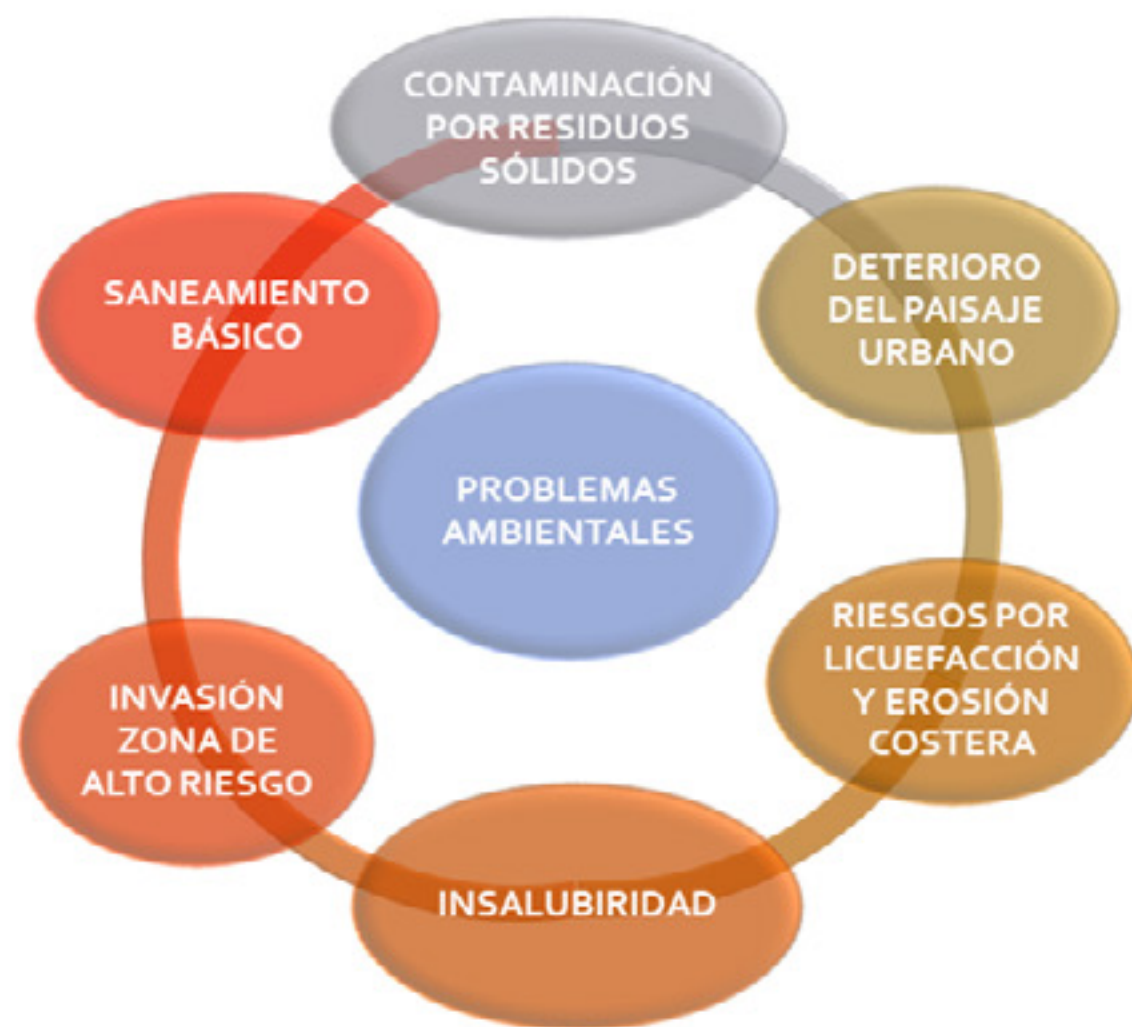 CONTAMINACIÓN
POR RESIDUOS
SÓLIDOS
DETERIORO
DEL PAISAJE
URBANO
RIESGOS POR
LICUEFACCIÓN
Y EROSIÓN
COSTERA
INSALUBIRIDAD
INVASIÓN
ZONA DE
ALTO RIESGO
SANEAMIENTO
BÁSICO
PROBLEMAS
AMBIENTALES